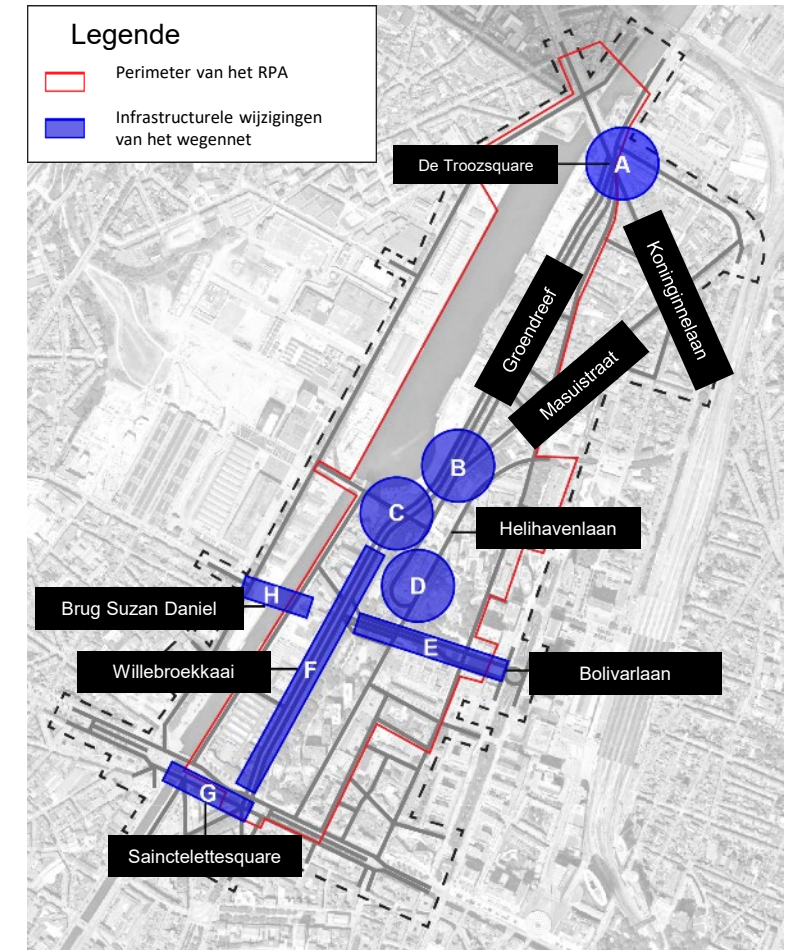 Legende
Perimeter van het RPA
Infrastructurele wijzigingen
van het wegennet
De Troozsquare
A
Koninginnelaan
Groendreef
Masuistraat
B
C
Helihavenlaan
D
H
Brug Suzan Daniel
E
F
Willebroekkaai
Bolivarlaan
G
Sainctelettesquare